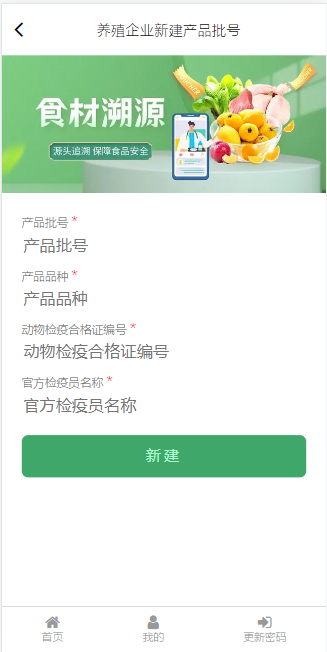 养殖企业新建产品批号
食材溯源
源头追溯 保障食品安全
产品批号 *
产品批号
产品品种 *
产品品种
动物检疫合格证编号 *
动物检疫合格证编号
官方检疫员名称 *
官方检疫员名称
新建
首页
我的
更新密码